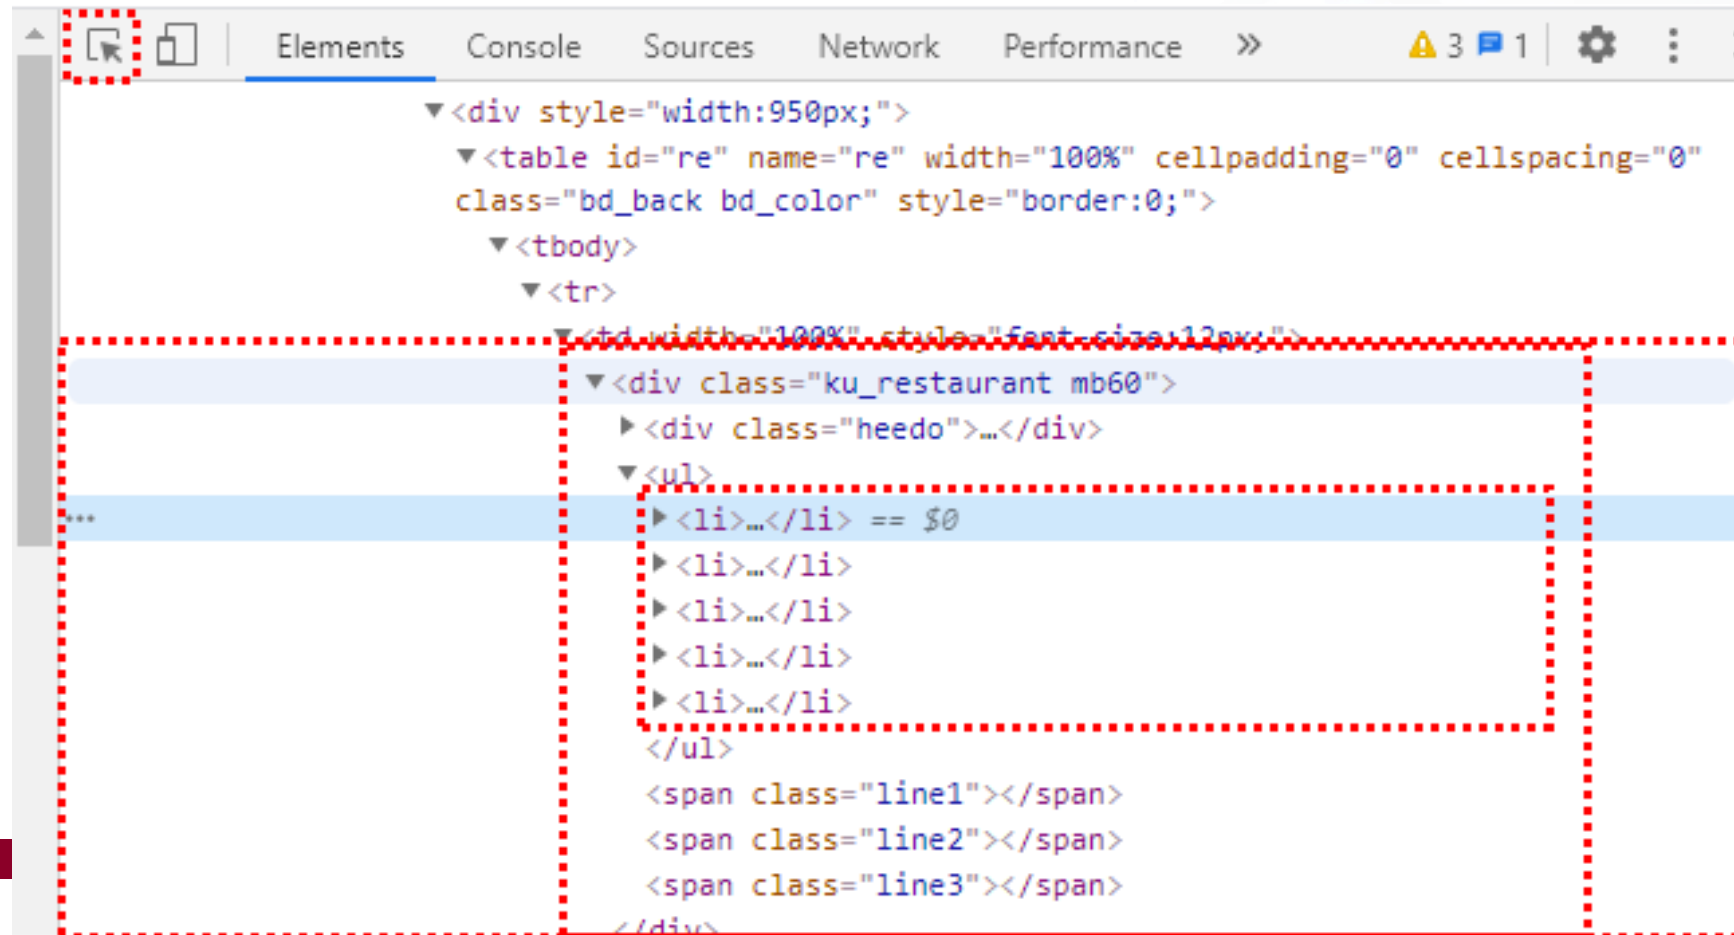 Elements Console Sources Network Performance » 3 1
▼<div style="width:950px;">
▼<table id="re" name="re" width="100%" cellpadding="0" cellspacing="0"
class="bd_back bd_color" style="border:0;">
▼<tbody>
▼<tr>
▼<td width="100%" style="font-size:12px;">
▼<div class="ku_restaurant mb60">
▶<div class="heedo">…</div>
▼<ul>
… ▶<li>…</li> == $0
▶<li>…</li>
▶<li>…</li>
▶<li>…</li>
▶<li>…</li>
</ul>
<span class="line1"></span>
<span class="line2"></span>
<span class="line3"></span>
</div>